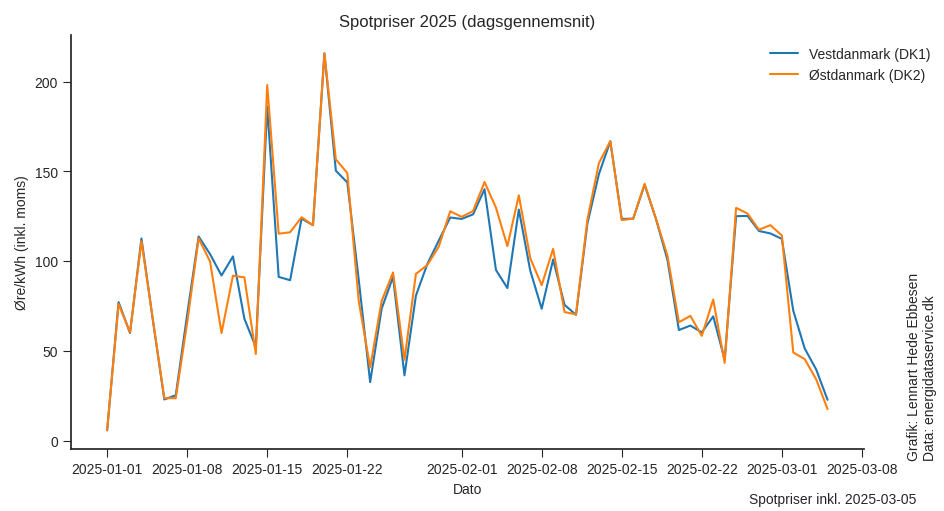 Spotpriser 2025 (dagsgennemsnit)
Vestdanmark (DK1)
Østdanmark (DK2)
Øre/kWh (inkl. moms)
200
150
100
50
0
2025-01-01
2025-01-08
2025-01-15
2025-01-22
2025-02-01
2025-02-08
2025-02-15
2025-02-22
2025-03-01
2025-03-08
Dato
Grafik: Lennart Hede Ebbesen
Data: energidataservice.dk
Spotpriser inkl. 2025-03-05